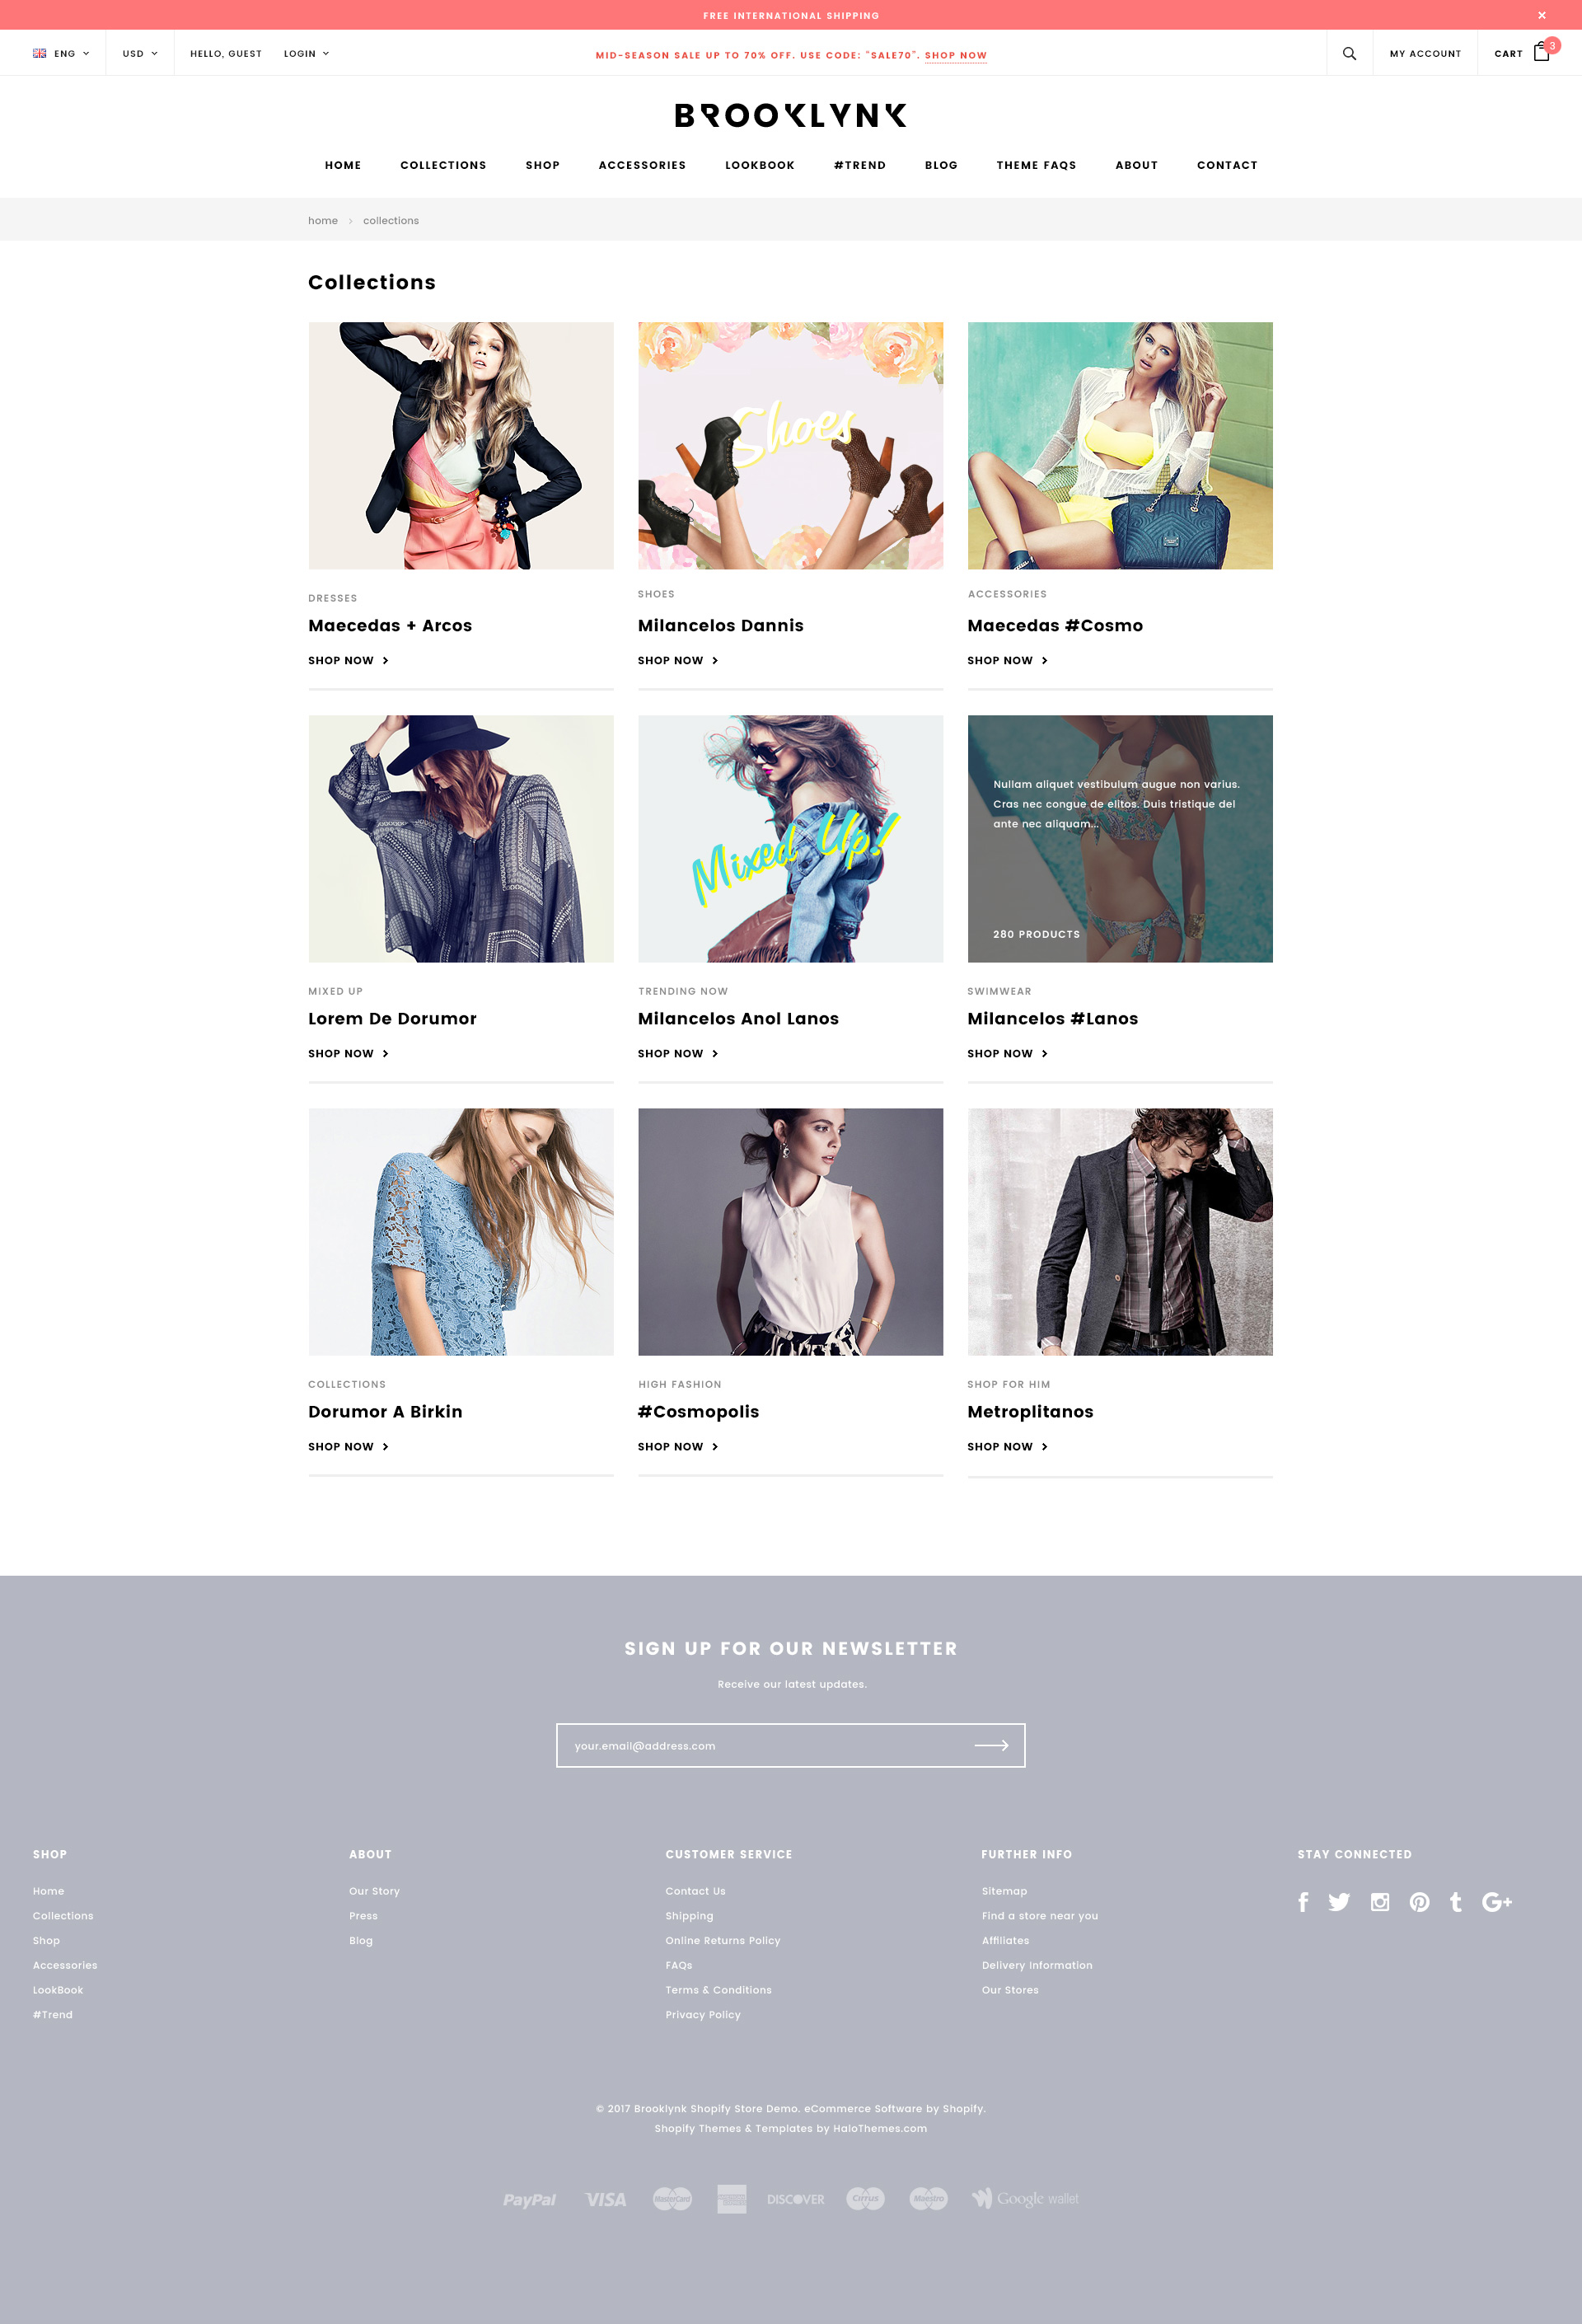 FREE INTERNATIONAL SHIPPING
ENG USD HELLO, GUEST LOGIN
MID-SEASON SALE UP TO 70% OFF. USE CODE: "SALE70". SHOP NOW
MY ACCOUNT CART 3
BROOKLYNK
HOME COLLECTIONS SHOP ACCESSORIES LOOKBOOK #TREND BLOG THEME FAQS ABOUT CONTACT
home > collections
Collections
Shoes
DRESSES
Maecedas + Arcos
SHOP NOW >
SHOES
Milancelos Dannis
SHOP NOW >
ACCESSORIES
Maecedas #Cosmo
SHOP NOW >
Mixed Up!
Nullam aliquet vestibulum augue non varius.
Cras nec congue de elitos. Duis tristique del
ante nec aliquam...
280 PRODUCTS
MIXED UP
Lorem De Dorumor
SHOP NOW >
TRENDING NOW
Milancelos Anol Lanos
SHOP NOW >
SWIMWEAR
Milancelos #Lanos
SHOP NOW >
COLLECTIONS
Dorumor A Birkin
SHOP NOW >
HIGH FASHION
#Cosmopolis
SHOP NOW >
SHOP FOR HIM
Metroplitanos
SHOP NOW >
SIGN UP FOR OUR NEWSLETTER
Receive our latest updates.
your.email@address.com
SHOP
Home
Collections
Shop
Accessories
LookBook
#Trend
ABOUT
Our Story
Press
Blog
CUSTOMER SERVICE
Contact Us
Shipping
Online Returns Policy
FAQs
Terms & Conditions
Privacy Policy
FURTHER INFO
Sitemap
Find a store near you
Affiliates
Delivery Information
Our Stores
STAY CONNECTED
© 2017 Brooklynk Shopify Store Demo. eCommerce Software by Shopify.
Shopify Themes & Templates by HaloThemes.com
PayPal VISA MasterCard DISCOVER Cirrus Maestro Google wallet